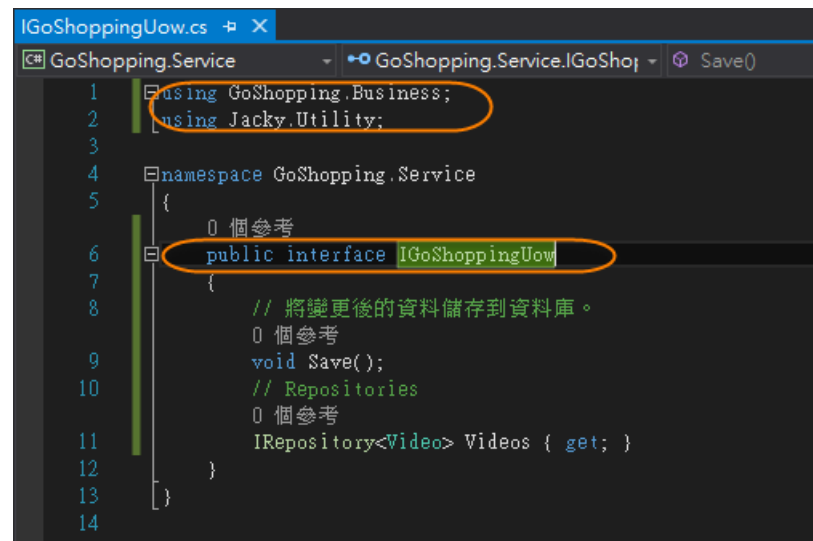 IGoShoppingUow.cs
GoShopping.Service GoShopping.Service.IGoShop Save()
1 using GoShopping.Business;
2 using Jacky.Utility;
3
4 namespace GoShopping.Service
5 {
0 個參考
6 public interface IGoShoppingUow
7 {
8 // 將變更後的資料儲存到資料庫。
0 個參考
9 void Save();
10 // Repositories
0 個參考
11 IRepository<Video> Videos { get; }
12 }
13 }
14